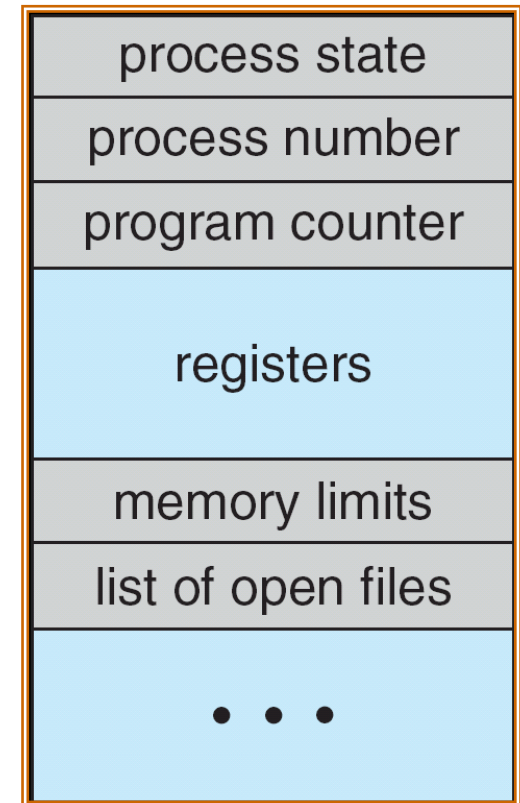 process state
process number
program counter
registers
memory limits
list of open files
• • •